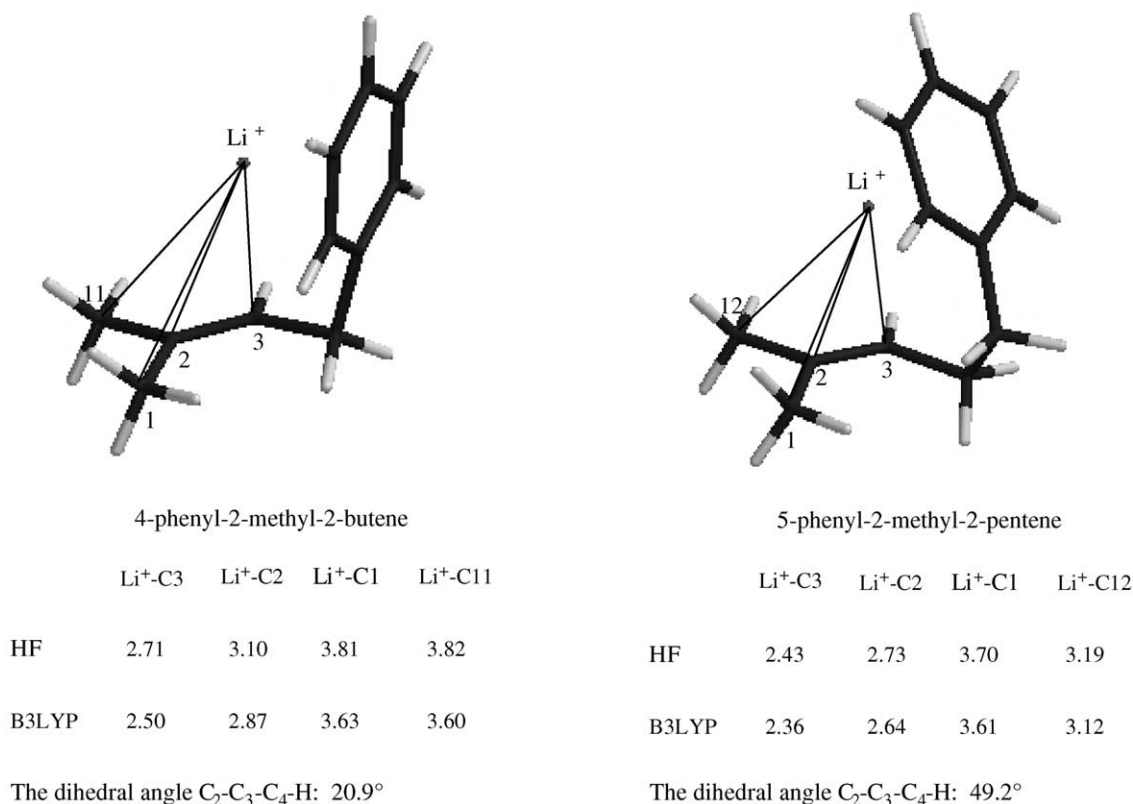 Li +
Li +
11
2
3
1
12
2
3
1
4-phenyl-2-methyl-2-butene
Li⁺-C3 Li⁺-C2 Li⁺-C1 Li⁺-C11
HF 2.71 3.10 3.81 3.82
B3LYP 2.50 2.87 3.63 3.60
The dihedral angle C₂-C₃-C₄-H: 20.9°
5-phenyl-2-methyl-2-pentene
Li⁺-C3 Li⁺-C2 Li⁺-C1 Li⁺-C12
HF 2.43 2.73 3.70 3.19
B3LYP 2.36 2.64 3.61 3.12
The dihedral angle C₂-C₃-C₄-H: 49.2°